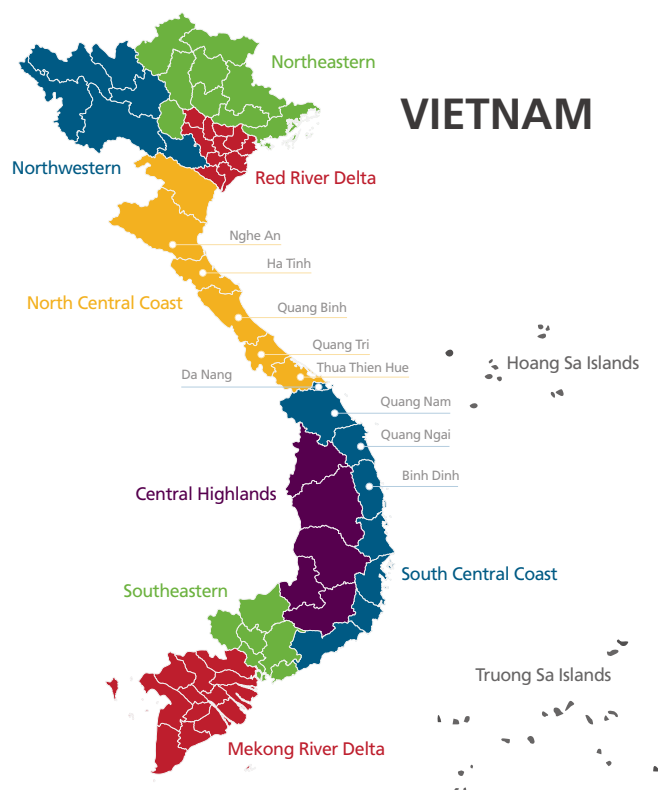 Northeastern
VIETNAM
Northwestern
Red River Delta
Nghe An
Ha Tinh
North Central Coast
Quang Binh
Quang Tri
Hoang Sa Islands
Thua Thien Hue
Da Nang
Quang Nam
Quang Ngai
Binh Dinh
Central Highlands
South Central Coast
Southeastern
Truong Sa Islands
Mekong River Delta